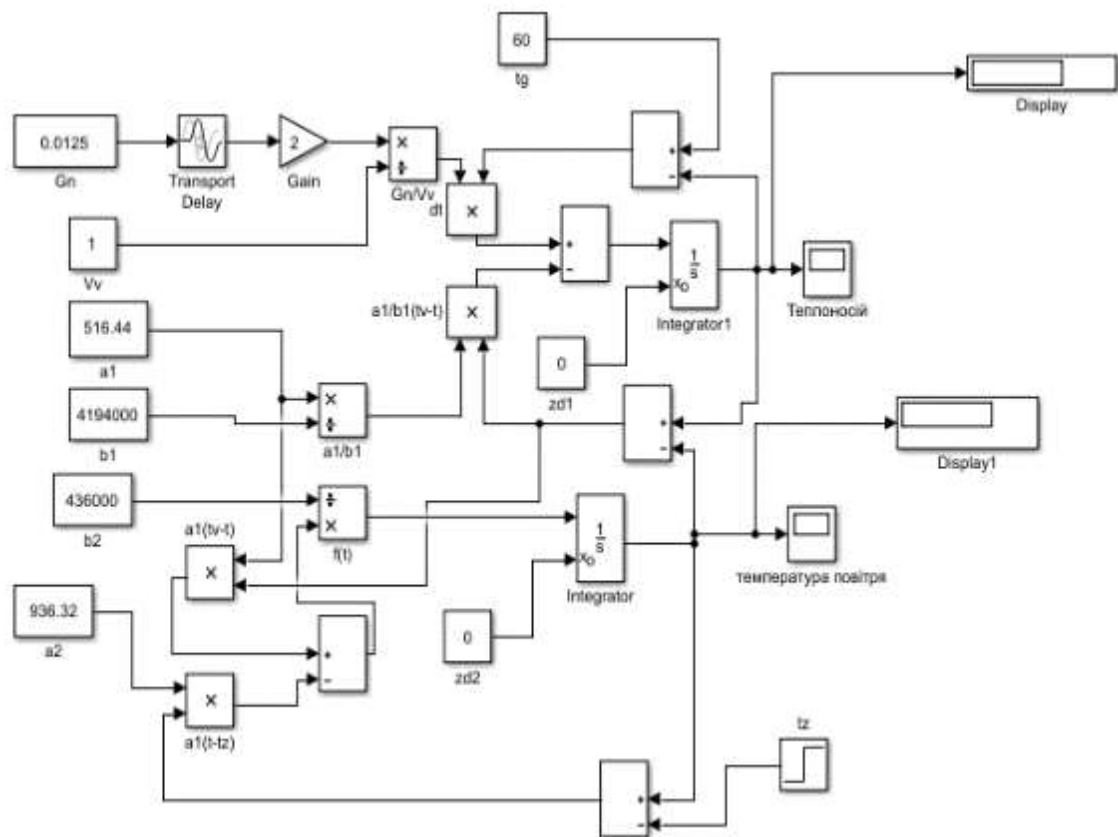 60
tg
Display
0.0125
Gn
Transport
Delay
2
Gain
×
÷
Gn/Vv
dt
×
+
−
1
Vv
+
−
1
s
xo
Integrator1
Теплоносій
a1/b1(tv-t)
×
516.44
a1
0
zd1
4194000
b1
×
÷
a1/b1
+
−
Display1
436000
b2
÷
×
f(t)
1
s
xo
Integrator
температура повітря
a1(tv-t)
×
936.32
a2
+
−
0
zd2
×
a1(t-tz)
tz
+
−